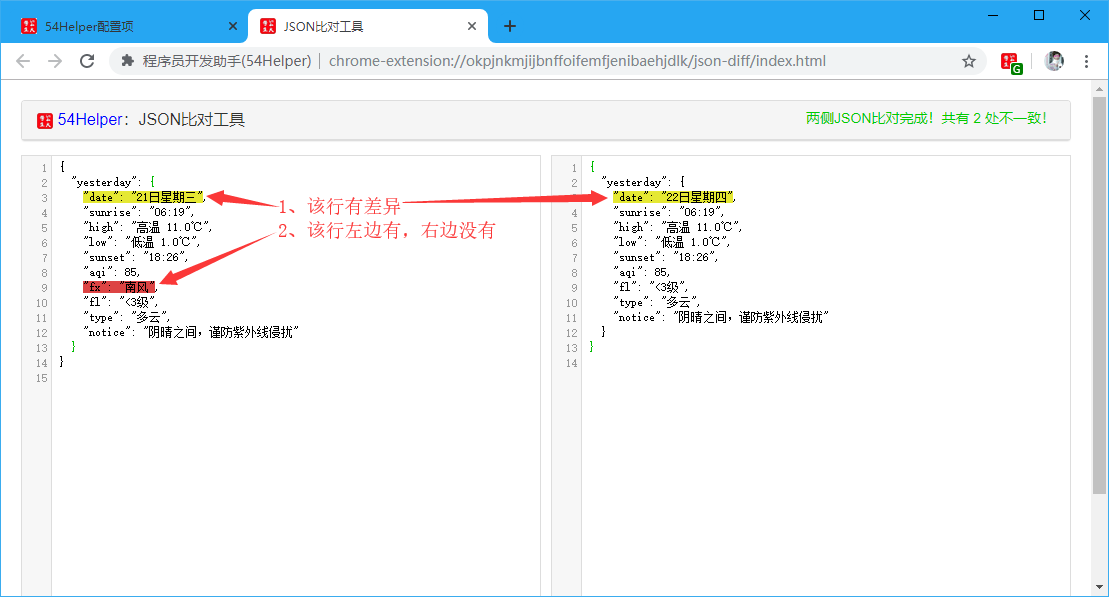 54Helper配置项
JSON比对工具
程序员开发助手(54Helper) | chrome-extension://okpjnkmjijbnffoifemfjenibaehjdlk/json-diff/index.html
54Helper：JSON比对工具
两侧JSON比对完成！共有 2 处不一致！
1 {
2 "yesterday": {
3 "date": "21日星期三",
4 "sunrise": "06:19",
5 "high": "高温 11.0℃",
6 "low": "低温 1.0℃",
7 "sunset": "18:26",
8 "aqi": 85,
9 "fx": "南风",
10 "fl": "<3级",
11 "type": "多云",
12 "notice": "阴晴之间，谨防紫外线侵扰"
13 }
14 }
15
1、该行有差异
2、该行左边有，右边没有
1 {
2 "yesterday": {
3 "date": "22日星期四",
4 "sunrise": "06:19",
5 "high": "高温 11.0℃",
6 "low": "低温 1.0℃",
7 "sunset": "18:26",
8 "aqi": 85,
9 "fl": "<3级",
10 "type": "多云",
11 "notice": "阴晴之间，谨防紫外线侵扰"
12 }
13 }
14